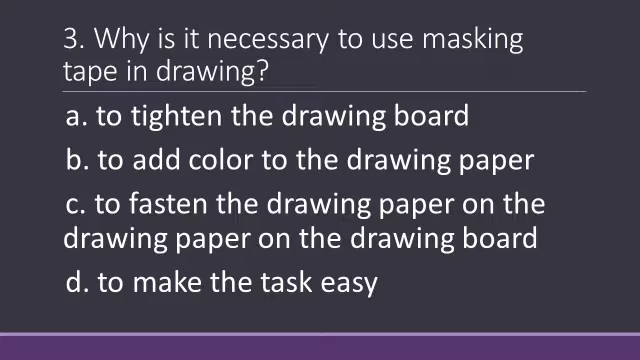 3. Why is it necessary to use masking
tape in drawing?
a. to tighten the drawing board
b. to add color to the drawing paper
c. to fasten the drawing paper on the
drawing paper on the drawing board
d. to make the task easy